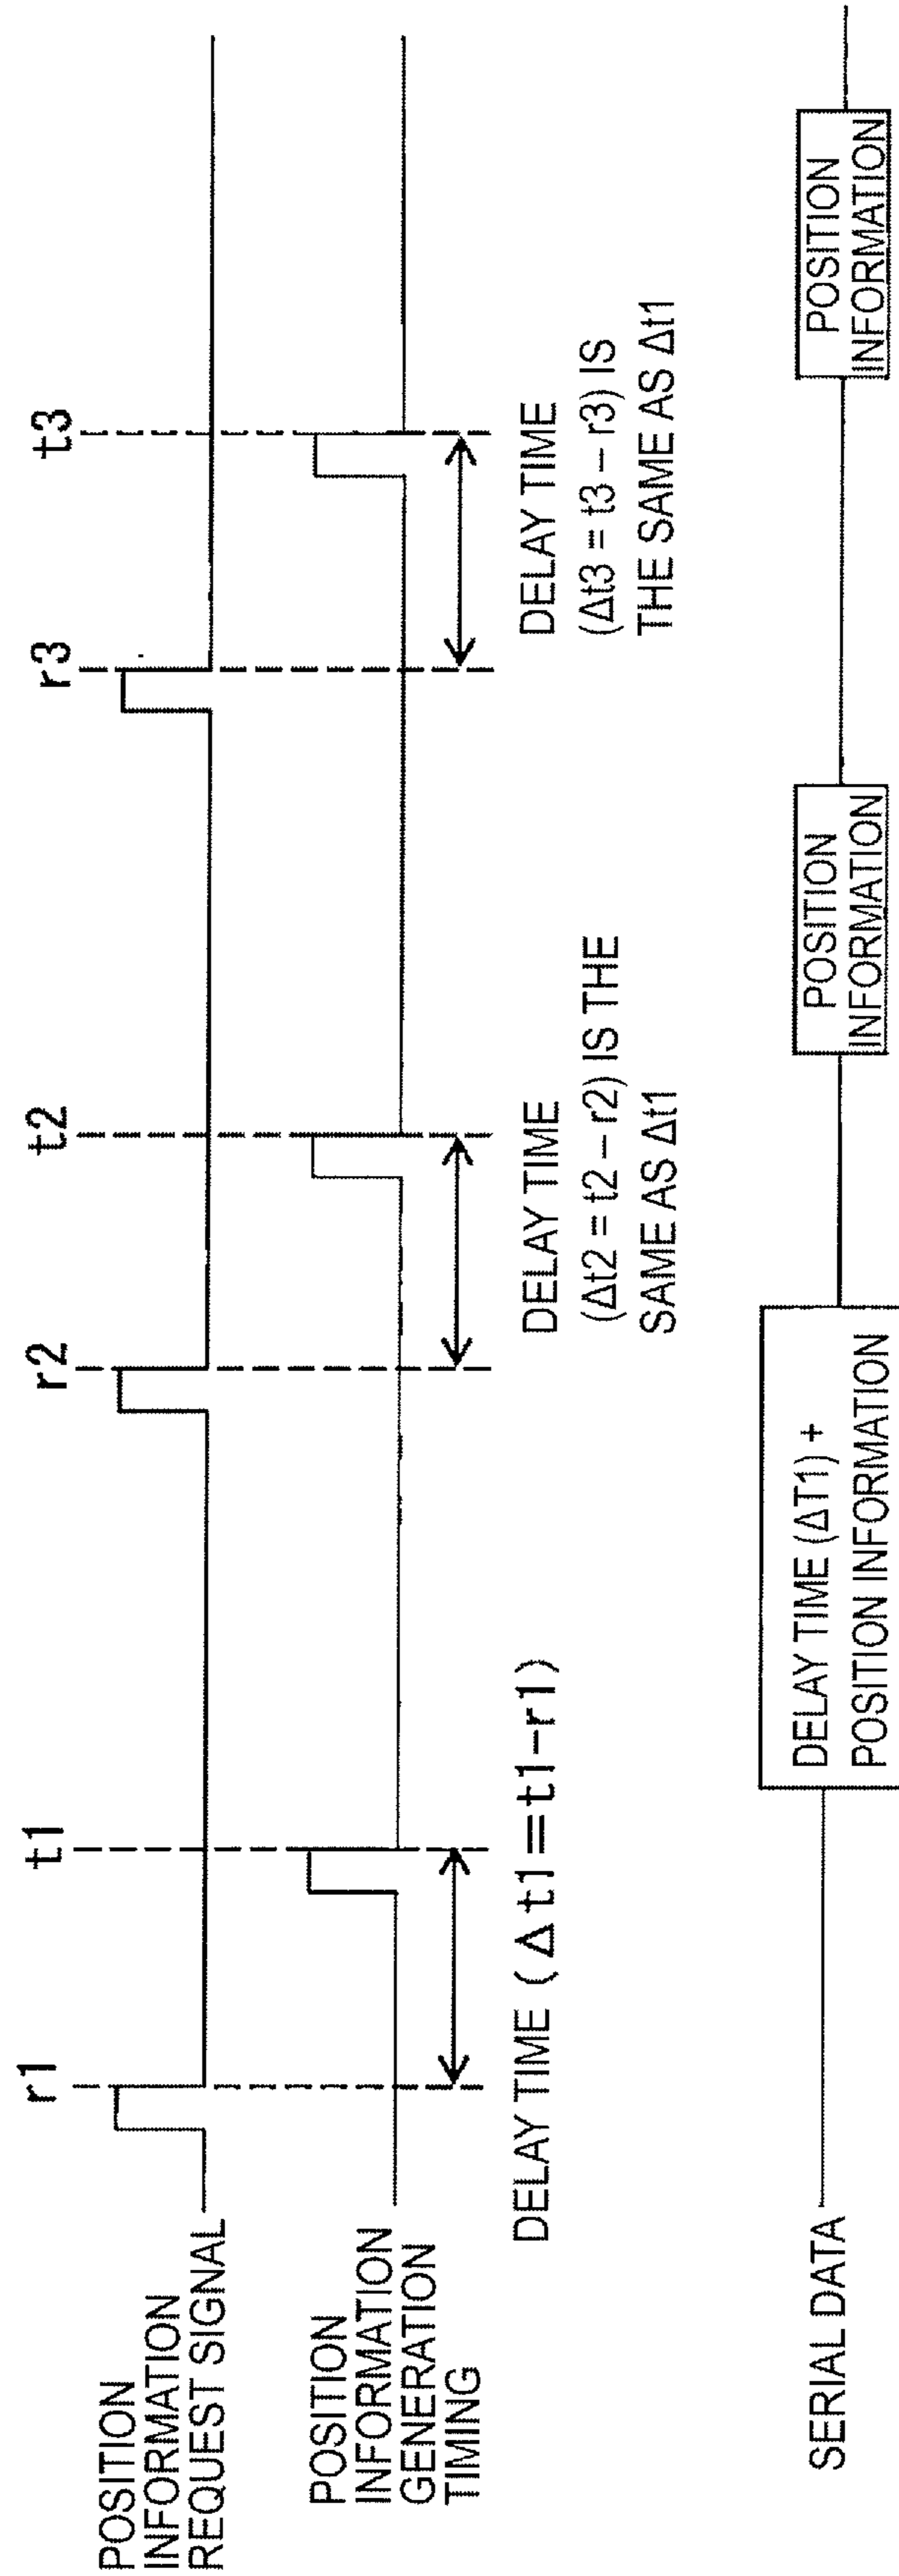 r1
t1
r2
t2
r3
t3
POSITION
INFORMATION
REQUEST SIGNAL
POSITION
INFORMATION
GENERATION
TIMING
DELAY TIME (Δt1=t1-r1)
DELAY TIME
(Δt2 = t2 – r2) IS THE
SAME AS Δt1
DELAY TIME
(Δt3 = t3 – r3) IS
THE SAME AS Δt1
SERIAL DATA
DELAY TIME (ΔT1) +
POSITION INFORMATION
POSITION
INFORMATION
POSITION
INFORMATION